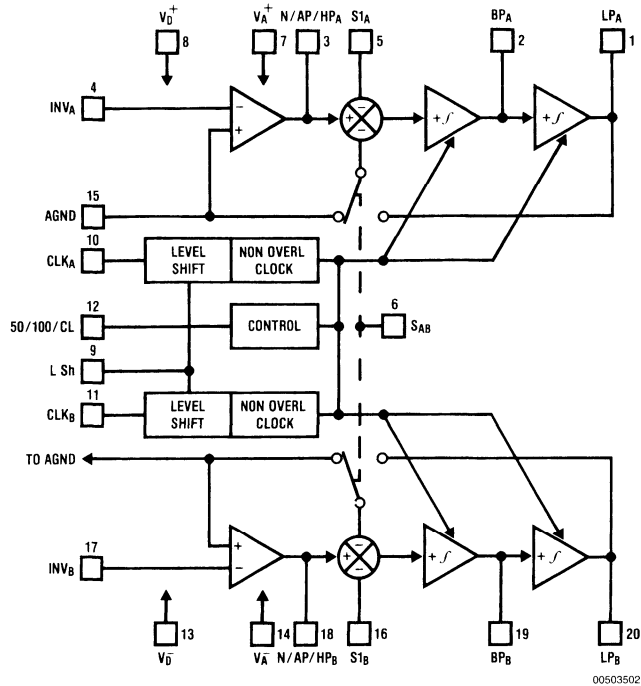 V_D^+ V_A^+ N/AP/HP_A S1_A BP_A LP_A
8 7 3 5 2 1
4
INV_A − + + − − +∫ +∫
15
AGND
10
CLK_A LEVEL SHIFT NON OVERL CLOCK
12 6
50/100/CL CONTROL S_AB
9
L Sh
11
CLK_B LEVEL SHIFT NON OVERL CLOCK
TO AGND
17
INV_B + − + − − +∫ +∫
13 14 18 16 19 20
V_D^− V_A^− N/AP/HP_B S1_B BP_B LP_B
00503502